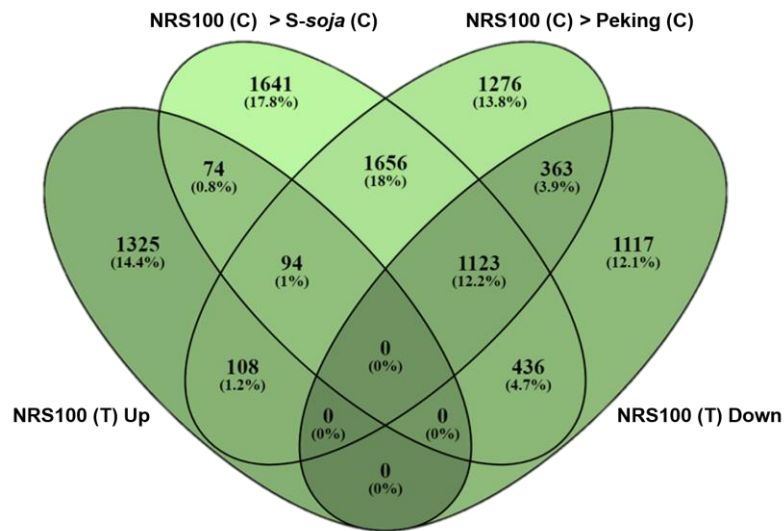 NRS100 (C) > S-soja (C) NRS100 (C) > Peking (C)
1641 1276
(17.8%) (13.8%)
74 1656 363
(0.8%) (18%) (3.9%)
1325 94 1123 1117
(14.4%) (1%) (12.2%) (12.1%)
0
(0%)
108 436
(1.2%) (4.7%)
NRS100 (T) Up 0 0 NRS100 (T) Down
(0%) (0%)
0
(0%)